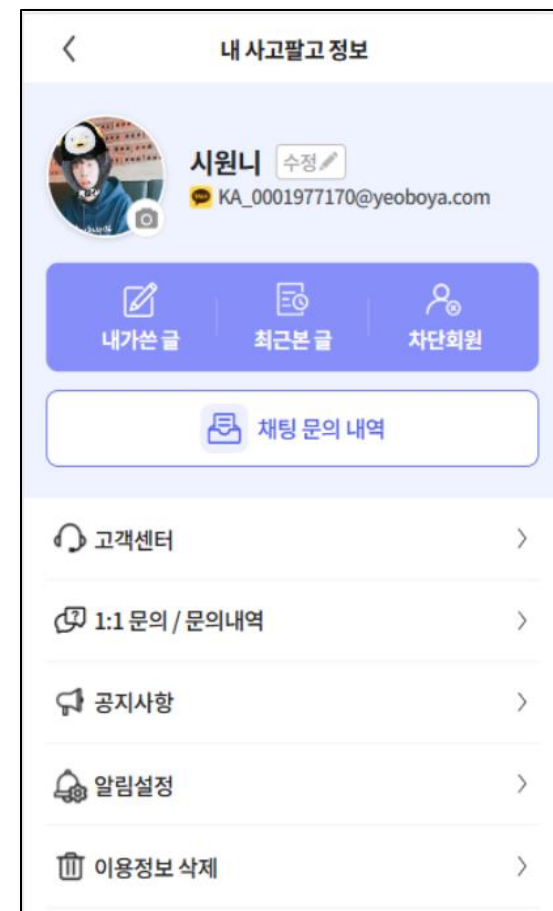 내 사고팔고 정보
시원니 수정
KA_0001977170@yeoboya.com
내가쓴 글 최근본 글 차단회원
채팅 문의 내역
고객센터
1:1 문의 / 문의내역
공지사항
알림설정
이용정보 삭제